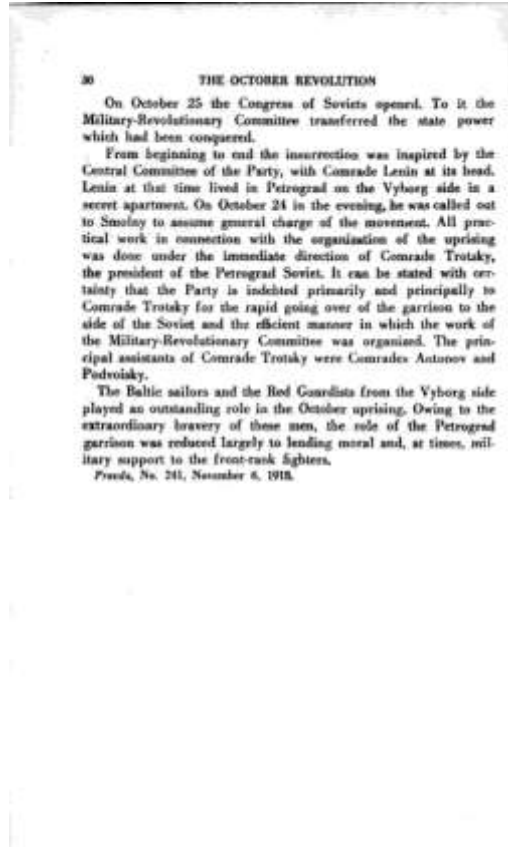 30 THE OCTOBER REVOLUTION
On October 25 the Congress of Soviets opened. To it the
Military-Revolutionary Committee transferred the state power
which had been conquered.
From beginning to end the insurrection was inspired by the
Central Committee of the Party, with Comrade Lenin at its head.
Lenin at that time lived in Petrograd on the Vyborg side in a
secret apartment. On October 24 in the evening, he was called out
to Smolny to assume general charge of the movement. All prac-
tical work in connection with the organization of the uprising
was done under the immediate direction of Comrade Trotsky,
the president of the Petrograd Soviet. It can be stated with cer-
tainty that the Party is indebted primarily and principally to
Comrade Trotsky for the rapid going over of the garrison to the
side of the Soviet and the efficient manner in which the work of
the Military-Revolutionary Committee was organized. The prin-
cipal assistants of Comrade Trotsky were Comrades Antonov and
Podvoisky.
The Baltic sailors and the Red Guardists from the Vyborg side
played an outstanding role in the October uprising. Owing to the
extraordinary bravery of these men, the role of the Petrograd
garrison was reduced largely to lending moral and, at times, mil-
itary support to the front-rank fighters.
Pravda, No. 241, November 6, 1918.